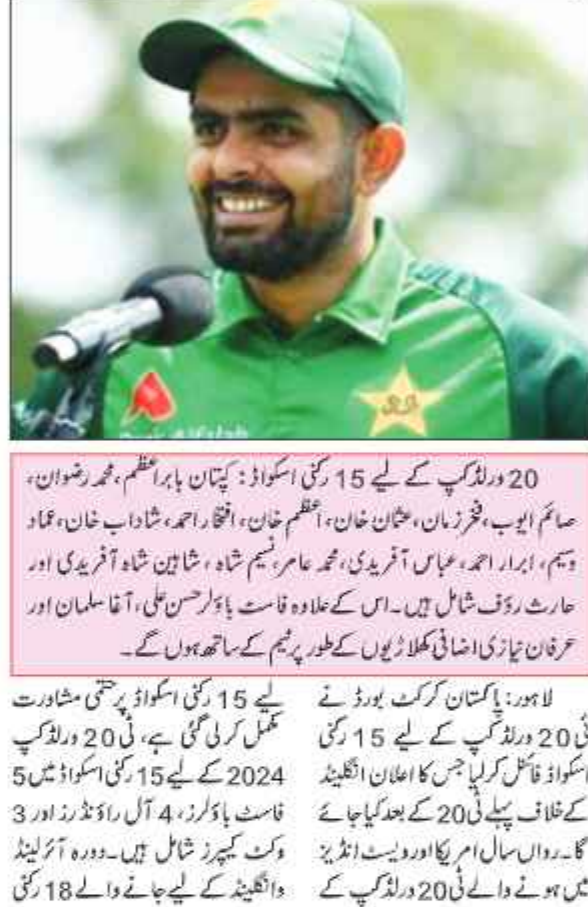 20 ورلڈکپ کے لیے 15 رکنی اسکواڈ: کپتان بابراعظم، محمد رضوان،
صائم ایوب، فخر زمان، عثمان خان، اعظم خان، افتخار احمد، شاداب خان، عماد
وسیم، ابرار احمد، عباس آفریدی، محمد عامر، نسیم شاہ، شاہین شاہ آفریدی اور
حارث رؤف شامل ہیں۔ اس کے علاوہ فاسٹ باؤلر حسن علی، آغا سلمان اور
عرفان نیازی اضافی کھلاڑیوں کے طور پر ٹیم کے ساتھ ہوں گے۔
لاہور: پاکستان کرکٹ بورڈ نے
ٹی 20 ورلڈ کپ کے لیے 15 رکنی
اسکواڈ فائنل کرلیا جس کا اعلان انگلینڈ
کے خلاف پہلے ٹی 20 کے بعد کیا جائے
گا۔ رواں سال امریکا اور ویسٹ انڈیز
میں ہونے والے ٹی 20 ورلڈ کپ کے
لیے 15 رکنی اسکواڈ پر حتمی مشاورت
مکمل کرلی گئی ہے، ٹی 20 ورلڈ کپ
2024 کے لیے 15 رکنی اسکواڈ میں 5
فاسٹ باؤلرز، 4 آل راؤنڈرز اور 3
وکٹ کیپرز شامل ہیں۔ دورہ آئرلینڈ
وانگلینڈ کے لیے جانے والے 18 رکنی